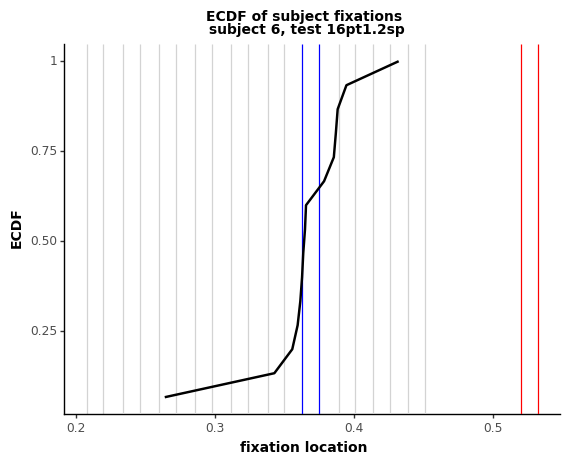 ECDF of subject fixations
subject 6, test 16pt1.2sp
1
0.75
0.50
0.25
ECDF
0.2 0.3 0.4 0.5
fixation location